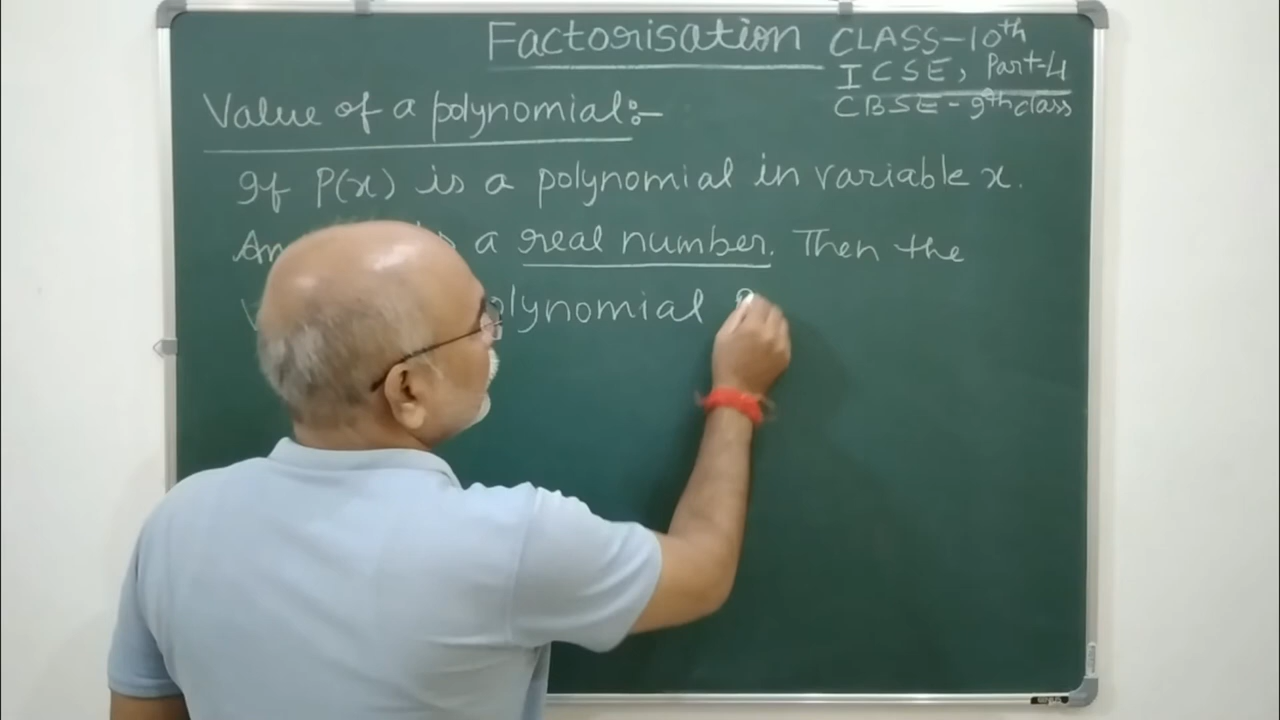 Factorisation
CLASS-10th
ICSE, Part-4
CBSE-9th class
Value of a polynomial:-
If P(x) is a polynomial in variable x.
a real number. Then the
olynomial